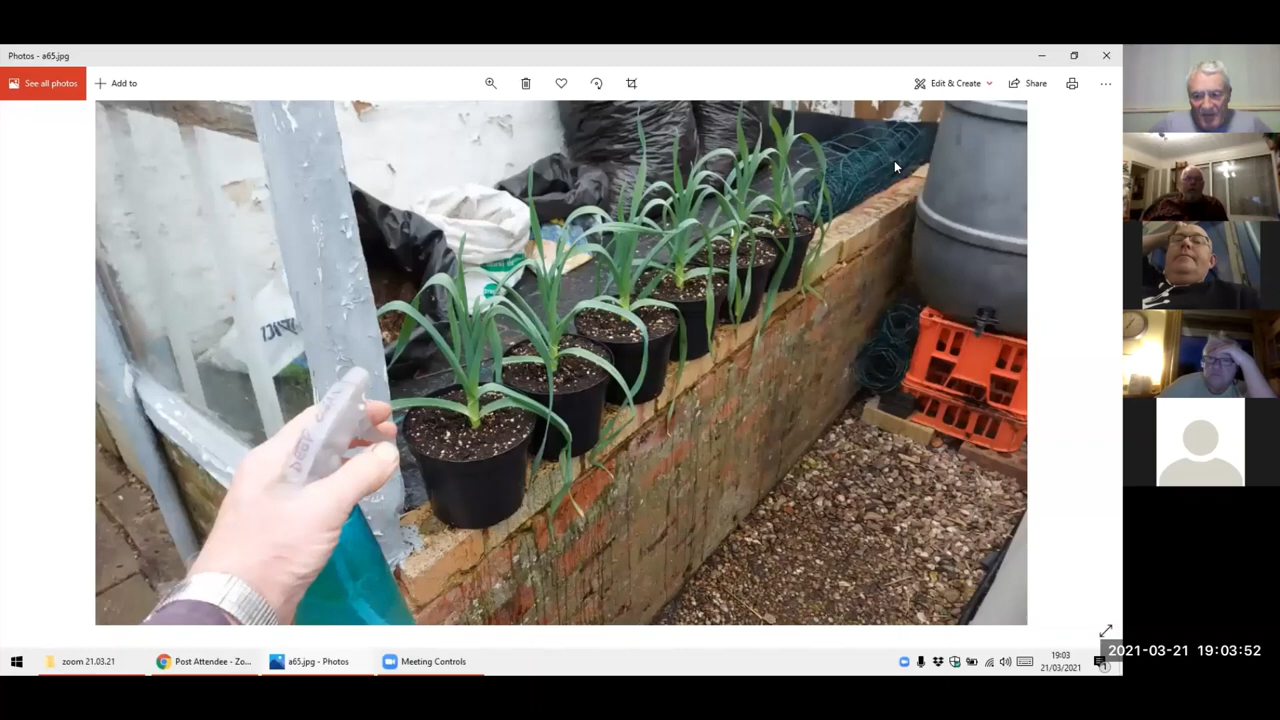 Photos - a65.jpg
See all photos
Add to
Edit & Create
Share
zoom 21.03.21
Post Attendee - Zo...
a65.jpg - Photos
Meeting Controls
19:03
21/03/2021
1
2021-03-21 19:03:52